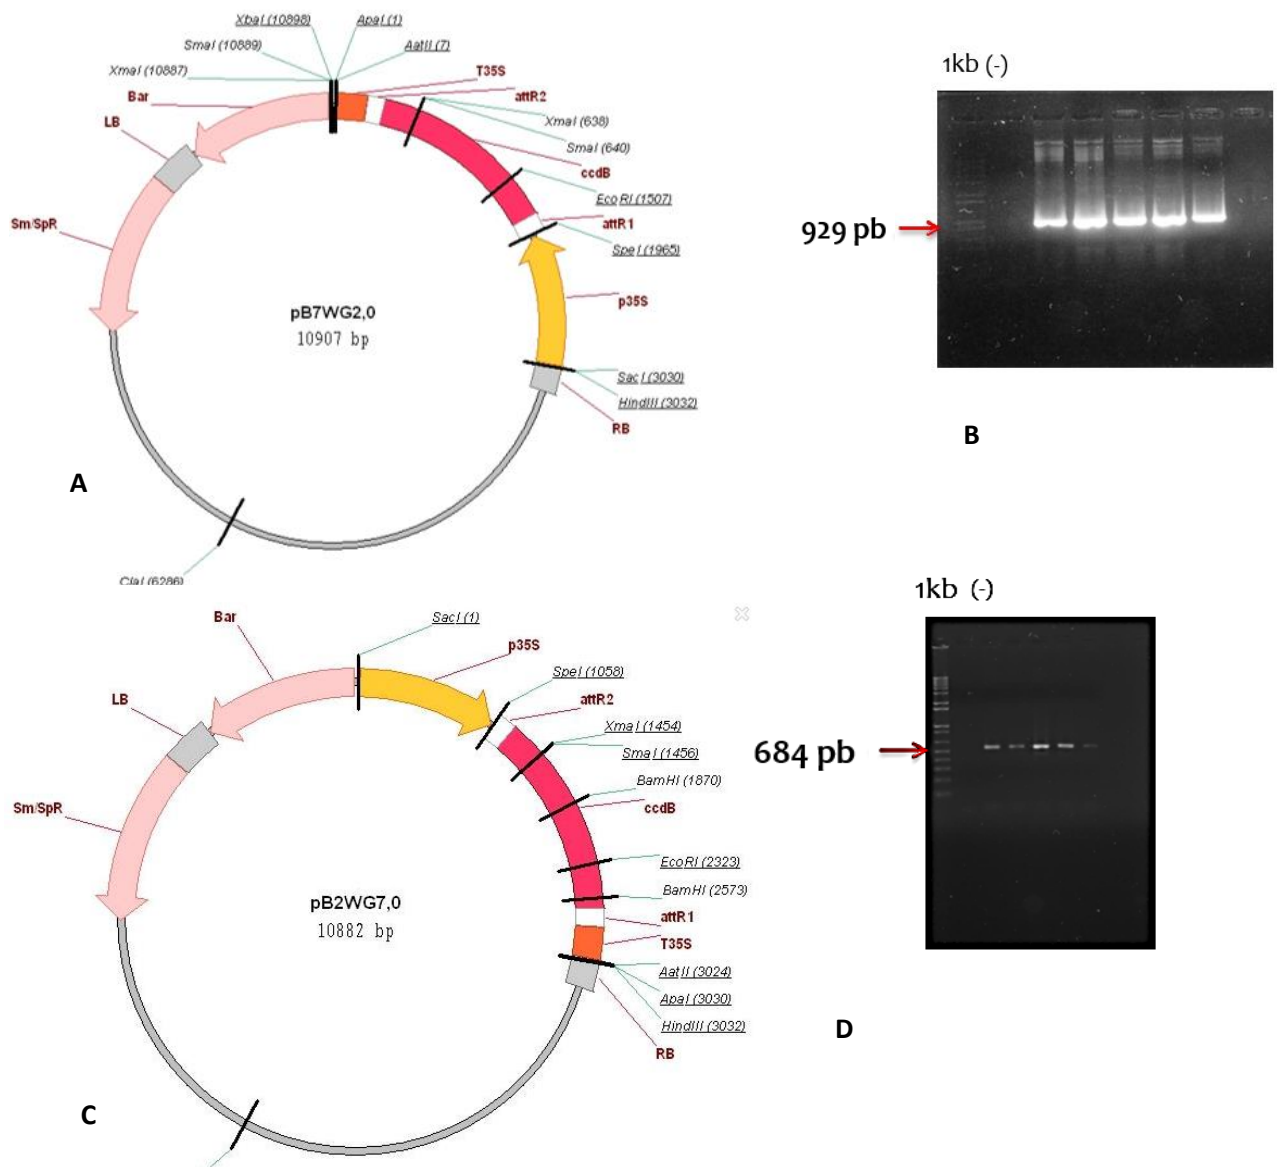 XbaI (10898)
ApaI (1)
SmaI (10889)
AatII (7)
XmaI (10887)
T35S
Bar
attR2
LB
XmaI (638)
SmaI (640)
ccdB
EcoRI (1507)
Sm/SpR
attR1
SpeI (1965)
p35S
pB7WG2,0
10907 bp
SacI (3030)
HindIII (3032)
RB
A
ClaI (6286)
1kb (-)
929 pb
B
Bar
SacI (1)
p35S
SpeI (1058)
LB
attR2
XmaI (1454)
SmaI (1456)
BamHI (1870)
Sm/SpR
ccdB
EcoRI (2323)
BamHI (2573)
pB2WG7,0
10882 bp
attR1
T35S
AatII (3024)
ApaI (3030)
HindIII (3032)
RB
C
1kb (-)
684 pb
D